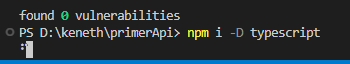 found 0 vulnerabilities
PS D:\keneth\primerApi> npm i -D typescript